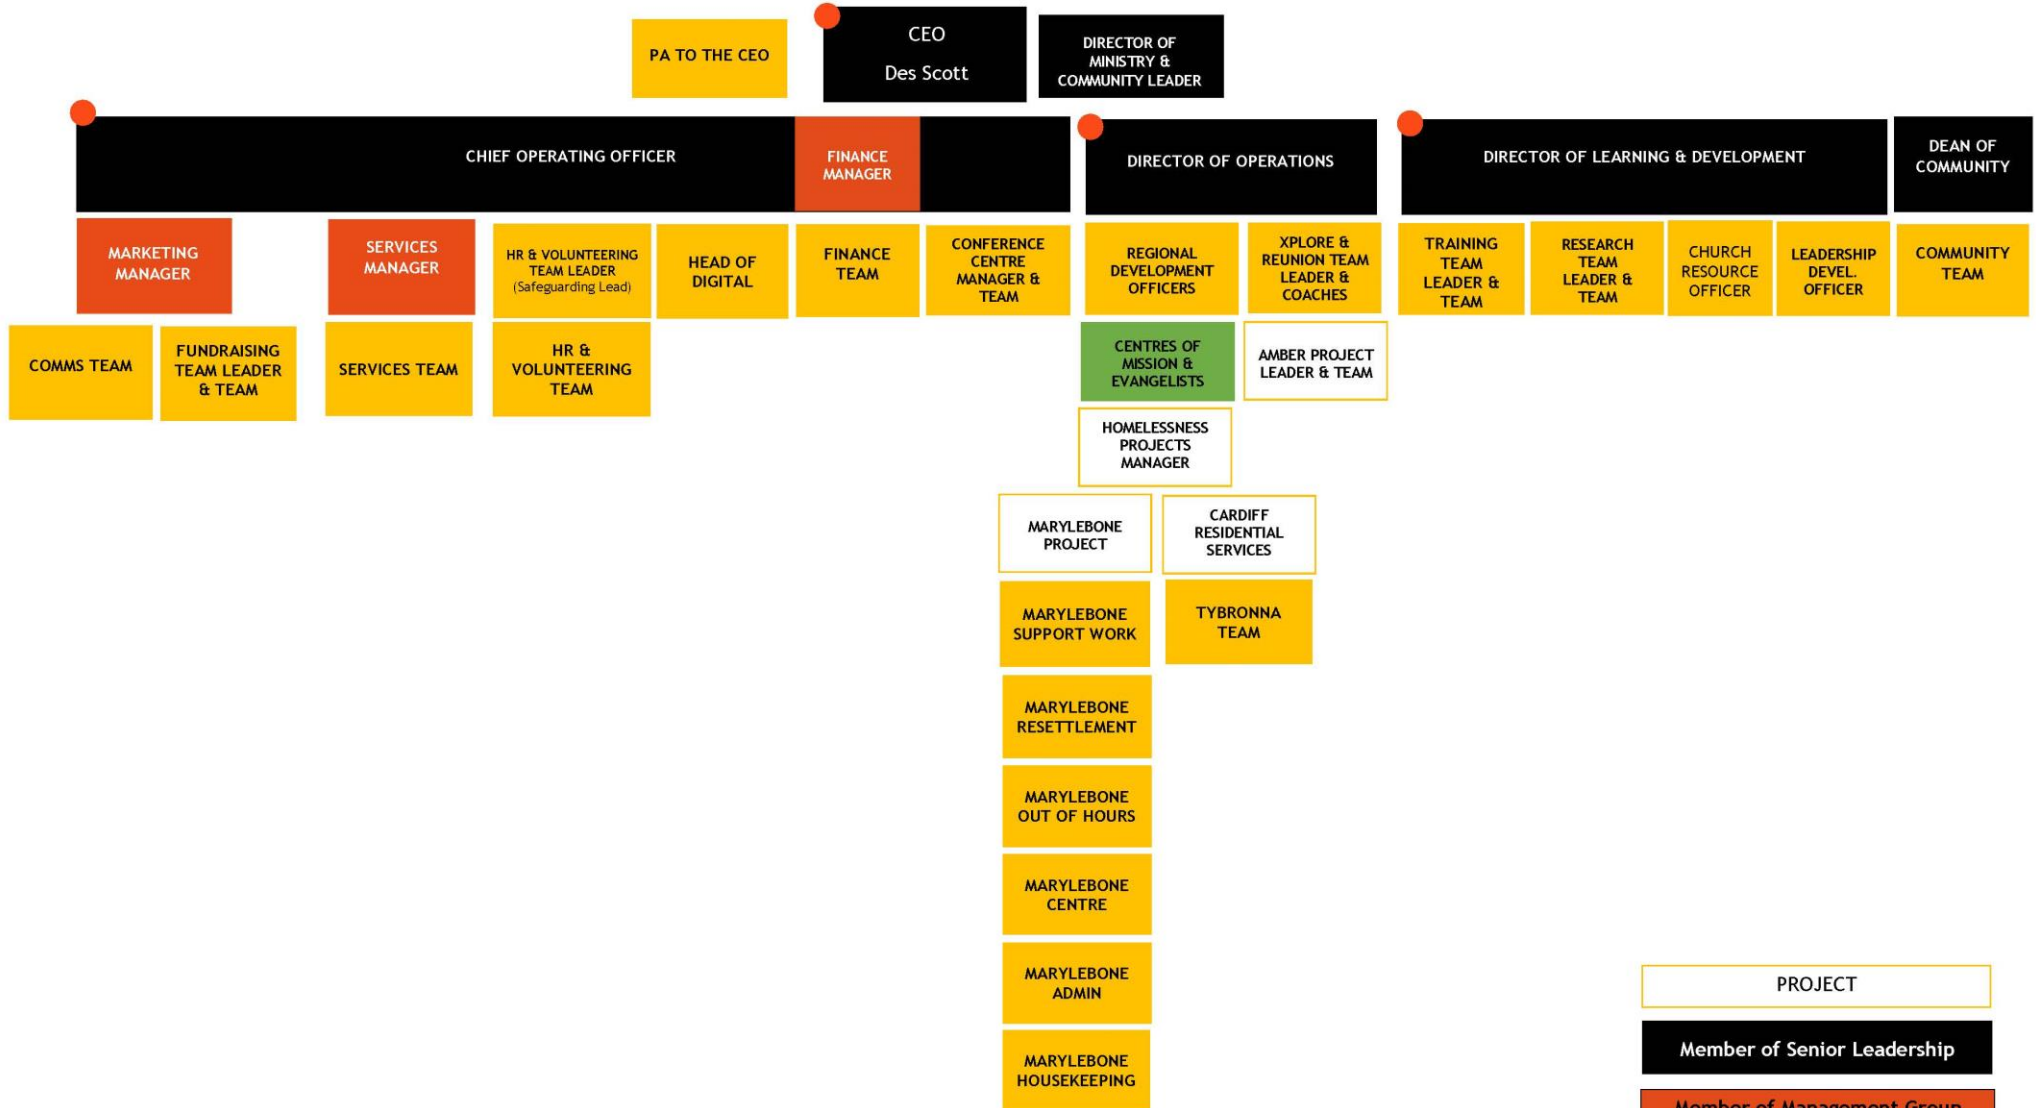 PA TO THE CEO
CEO
Des Scott
DIRECTOR OF
MINISTRY &
COMMUNITY LEADER
CHIEF OPERATING OFFICER
FINANCE
MANAGER
DIRECTOR OF OPERATIONS
DIRECTOR OF LEARNING & DEVELOPMENT
DEAN OF
COMMUNITY
MARKETING
MANAGER
SERVICES
MANAGER
HR & VOLUNTEERING
TEAM LEADER
(Safeguarding Lead)
HEAD OF
DIGITAL
FINANCE
TEAM
CONFERENCE
CENTRE
MANAGER &
TEAM
REGIONAL
DEVELOPMENT
OFFICERS
XPLORE &
REUNION TEAM
LEADER &
COACHES
TRAINING
TEAM
LEADER &
TEAM
RESEARCH
TEAM
LEADER &
TEAM
CHURCH
RESOURCE
OFFICER
LEADERSHIP
DEVEL.
OFFICER
COMMUNITY
TEAM
COMMS TEAM
FUNDRAISING
TEAM LEADER
& TEAM
SERVICES TEAM
HR &
VOLUNTEERING
TEAM
CENTRES OF
MISSION &
EVANGELISTS
AMBER PROJECT
LEADER & TEAM
HOMELESSNESS
PROJECTS
MANAGER
MARYLEBONE
PROJECT
CARDIFF
RESIDENTIAL
SERVICES
MARYLEBONE
SUPPORT WORK
TYBRONNA
TEAM
MARYLEBONE
RESETTLEMENT
MARYLEBONE
OUT OF HOURS
MARYLEBONE
CENTRE
MARYLEBONE
ADMIN
MARYLEBONE
HOUSEKEEPING
PROJECT
Member of Senior Leadership
Member of Management Group